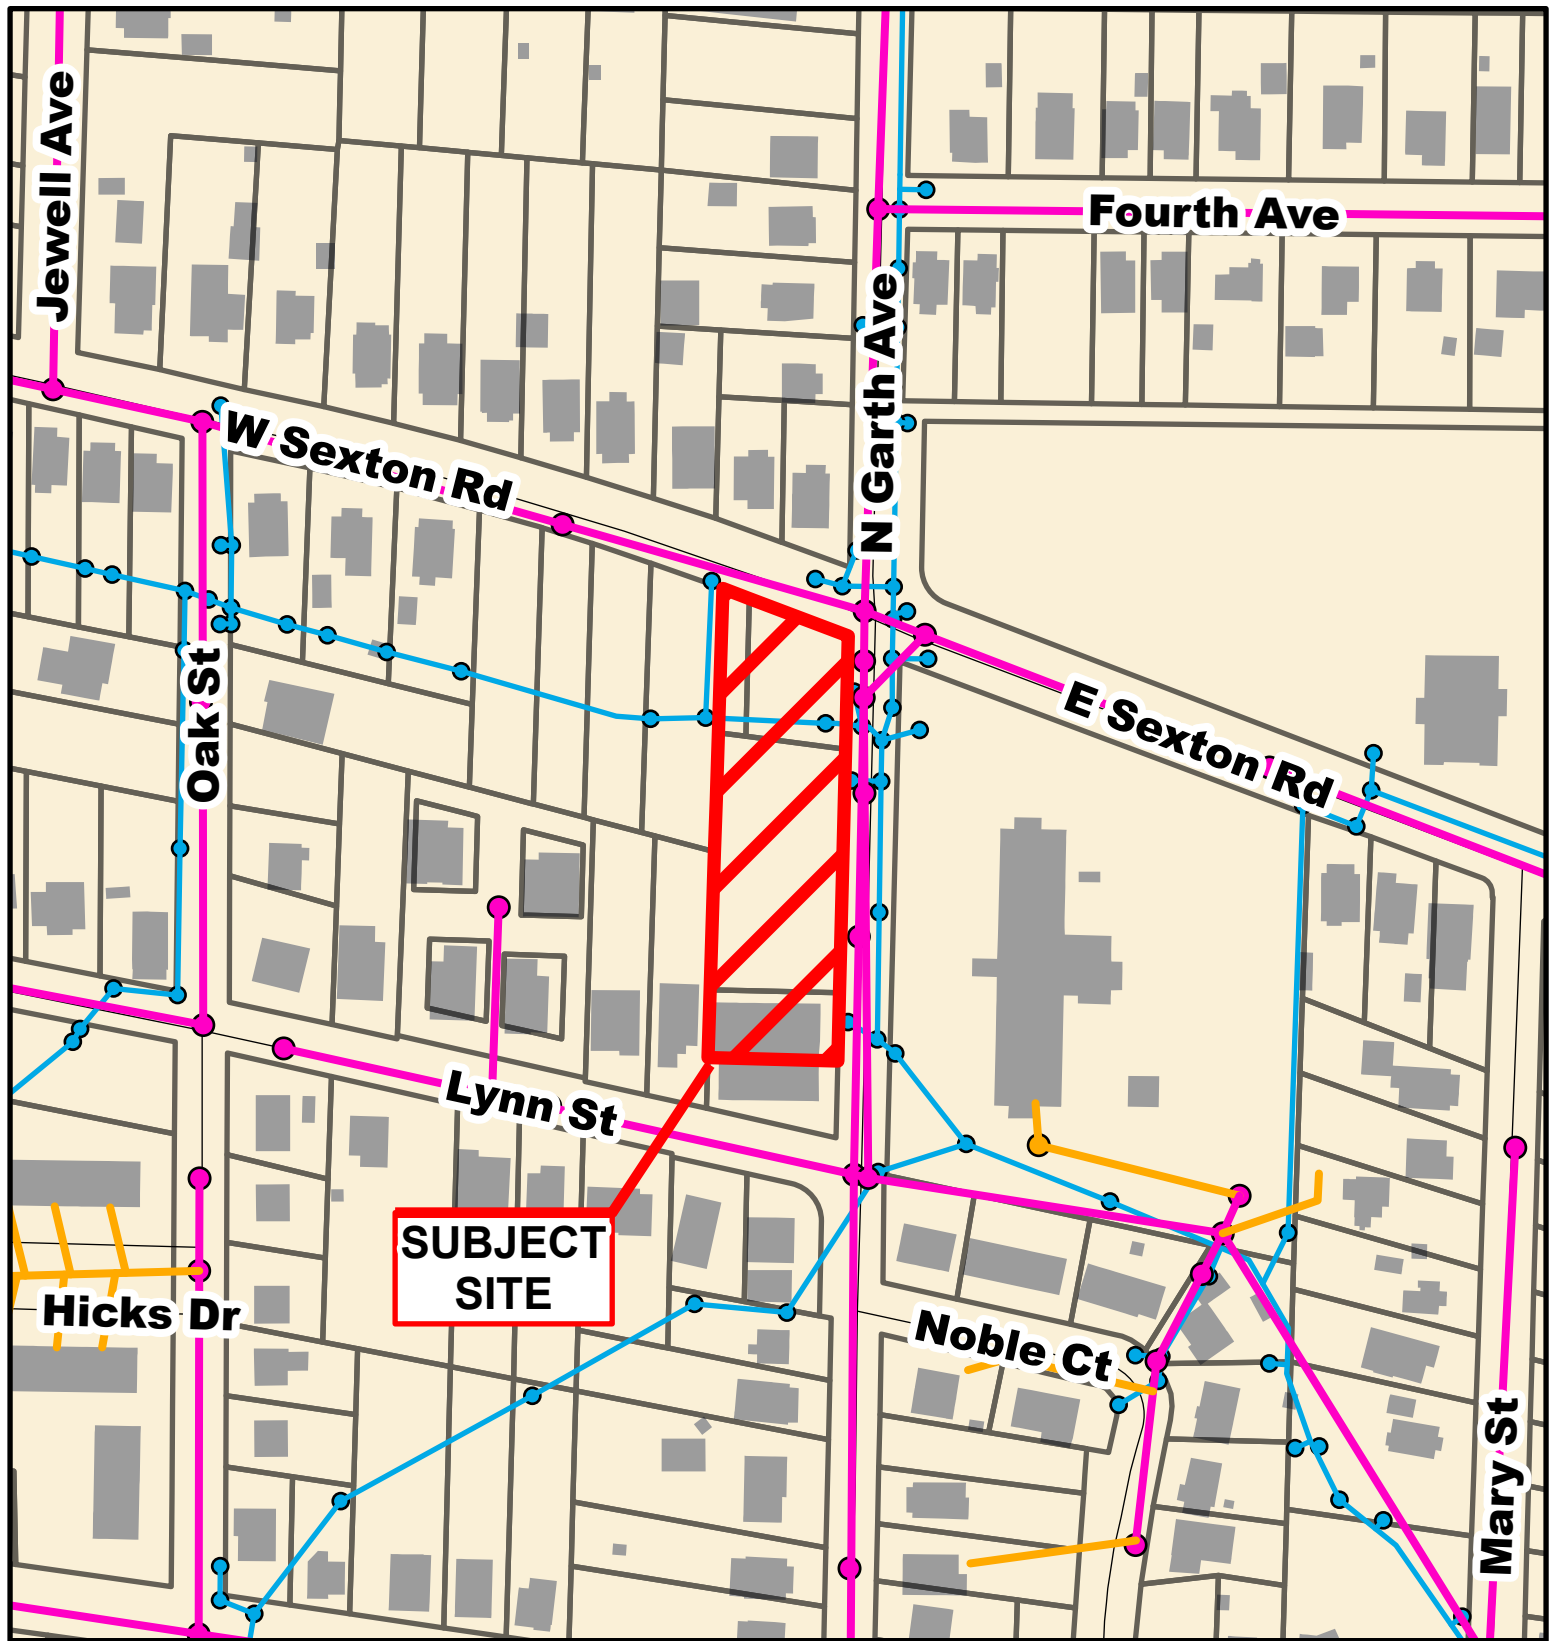 Jewell Ave
Fourth Ave
N Garth Ave
W Sexton Rd
E Sexton Rd
Oak St
Lynn St
SUBJECT
SITE
Hicks Dr
Noble Ct
Mary St